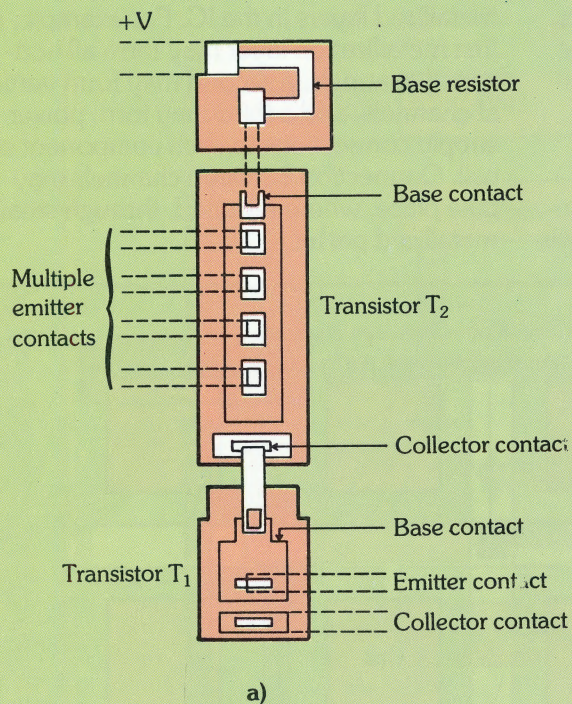 +V
Base resistor
Base contact
Multiple
emitter
contacts
Transistor T₂
Collector contact
Base contact
Transistor T₁
Emitter contact
Collector contact
a)